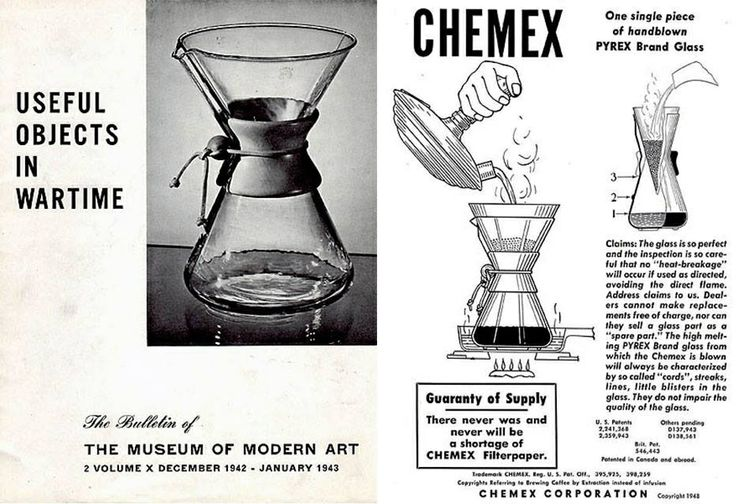 USEFUL
OBJECTS
IN
WARTIME
The Bulletin of
THE MUSEUM OF MODERN ART
2 VOLUME X DECEMBER 1942 - JANUARY 1943
CHEMEX
One single piece
of handblown
PYREX Brand Glass
3
2
1
Claims: The glass is so perfect
and the inspection is so care-
ful that no "heat-breakage"
will occur if used as directed,
avoiding the direct flame.
Address claims to us. Deal-
ers cannot make replace-
ments free of charge, nor can
they sell a glass part as a
"spare part." The high melt-
ing PYREX Brand glass from
which the Chemex is blown
will always be characterized
by so called "cords", streaks,
lines, little blisters in the
glass. They do not impair the
quality of the glass.
Guaranty of Supply
There never was and
never will be
a shortage of
CHEMEX Filterpaper.
U. S. Patents Others pending
2,241,368 D137,943
2,359,943 D138,561
Brit. Pat.
546,443
Patented in Canada and abroad.
Trademark CHEMEX. Reg. U. S. Pat. Off., 395,925, 398,259
Copyrights Referring to Brewing Coffee by Extraction instead of infusion
CHEMEX CORPORATION Copyright 1948